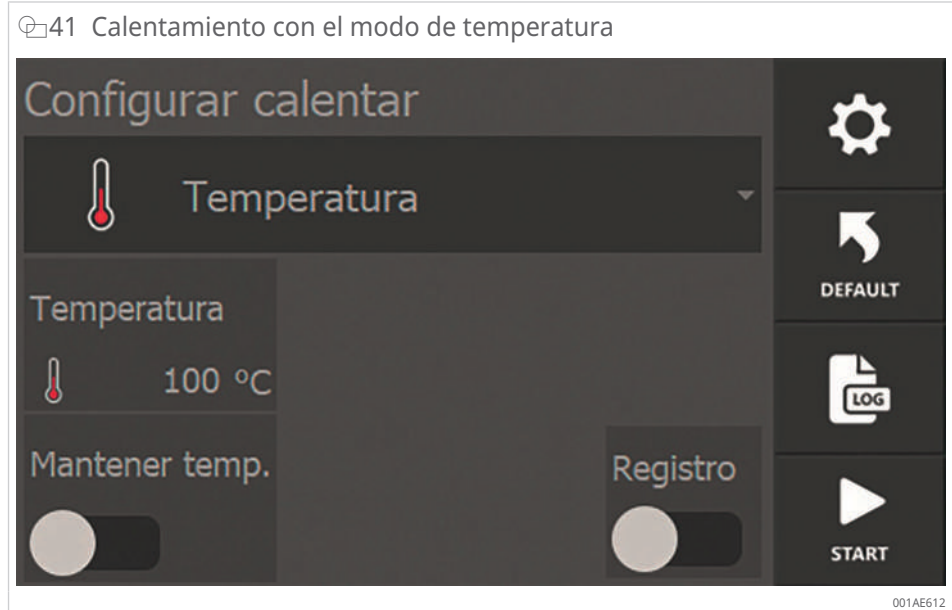 41 Calentamiento con el modo de temperatura
Configurar calentar
Temperatura
DEFAULT
Temperatura
100 °C
LOG
Mantener temp.
Registro
START
001AE612